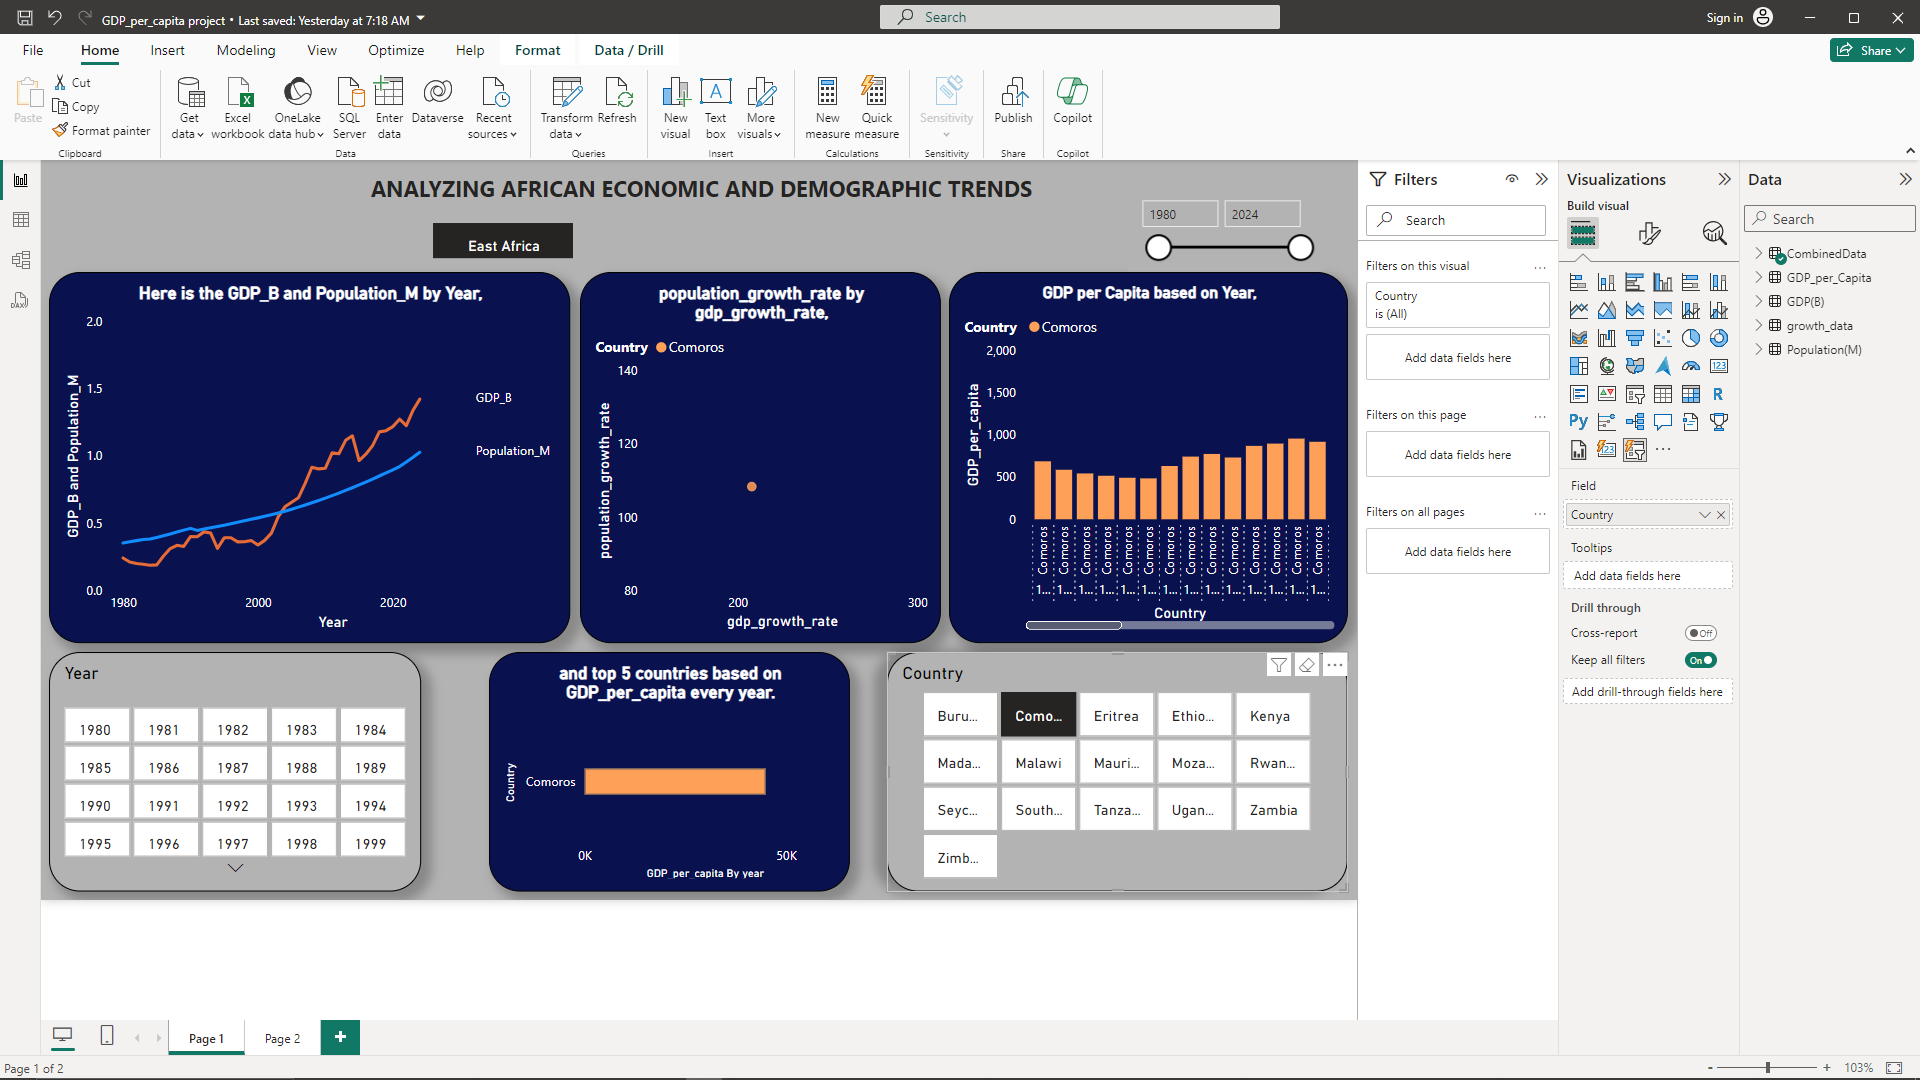 GDP_per_capita project • Last saved: Yesterday at 7:18 AM
Search
Sign in
File
Home
Insert
Modeling
View
Optimize
Help
Format
Data / Drill
Share
Paste
Cut
Copy
Format painter
Clipboard
Get data
Excel workbook
OneLake data hub
SQL Server
Enter data
Dataverse
Recent sources
Data
Transform data
Refresh
Queries
New visual
Text box
More visuals
Insert
New measure
Quick measure
Calculations
Sensitivity
Sensitivity
Publish
Share
Copilot
Copilot
ANALYZING AFRICAN ECONOMIC AND DEMOGRAPHIC TRENDS
East Africa
1980
2024
Here is the GDP_B and Population_M by Year,
GDP_B and Population_M
2.0
1.5
1.0
0.5
0.0
1980
2000
2020
Year
GDP_B
Population_M
population_growth_rate by
gdp_growth_rate,
Country
Comoros
population_growth_rate
140
120
100
80
200
300
gdp_growth_rate
GDP per Capita based on Year,
Country
Comoros
GDP_per_capita
2,000
1,500
1,000
500
0
Comoros Comoros Comoros Comoros Comoros Comoros Comoros Comoros Comoros Comoros Comoros Comoros Comoros Comoros
1... 1... 1... 1... 1... 1... 1... 1... 1... 1... 1... 1... 1... 1...
Country
Year
1980 1981 1982 1983 1984
1985 1986 1987 1988 1989
1990 1991 1992 1993 1994
1995 1996 1997 1998 1999
and top 5 countries based on
GDP_per_capita every year.
Country
Comoros
0K
50K
GDP_per_capita By year
Country
Buru... Como... Eritrea Ethio... Kenya
Mada... Malawi Mauri... Moza... Rwan...
Seyc... South... Tanza... Ugan... Zambia
Zimb...
Filters
Search
Filters on this visual
...
Country
is (All)
Add data fields here
Filters on this page
...
Add data fields here
Filters on all pages
...
Add data fields here
Visualizations
Build visual
123
R
Py
123
...
Field
Country
Tooltips
Add data fields here
Drill through
Cross-report
Off
Keep all filters
On
Add drill-through fields here
Data
Search
CombinedData
GDP_per_Capita
GDP(B)
growth_data
Population(M)
DAX
Page 1
Page 2
+
Page 1 of 2
- +
103%